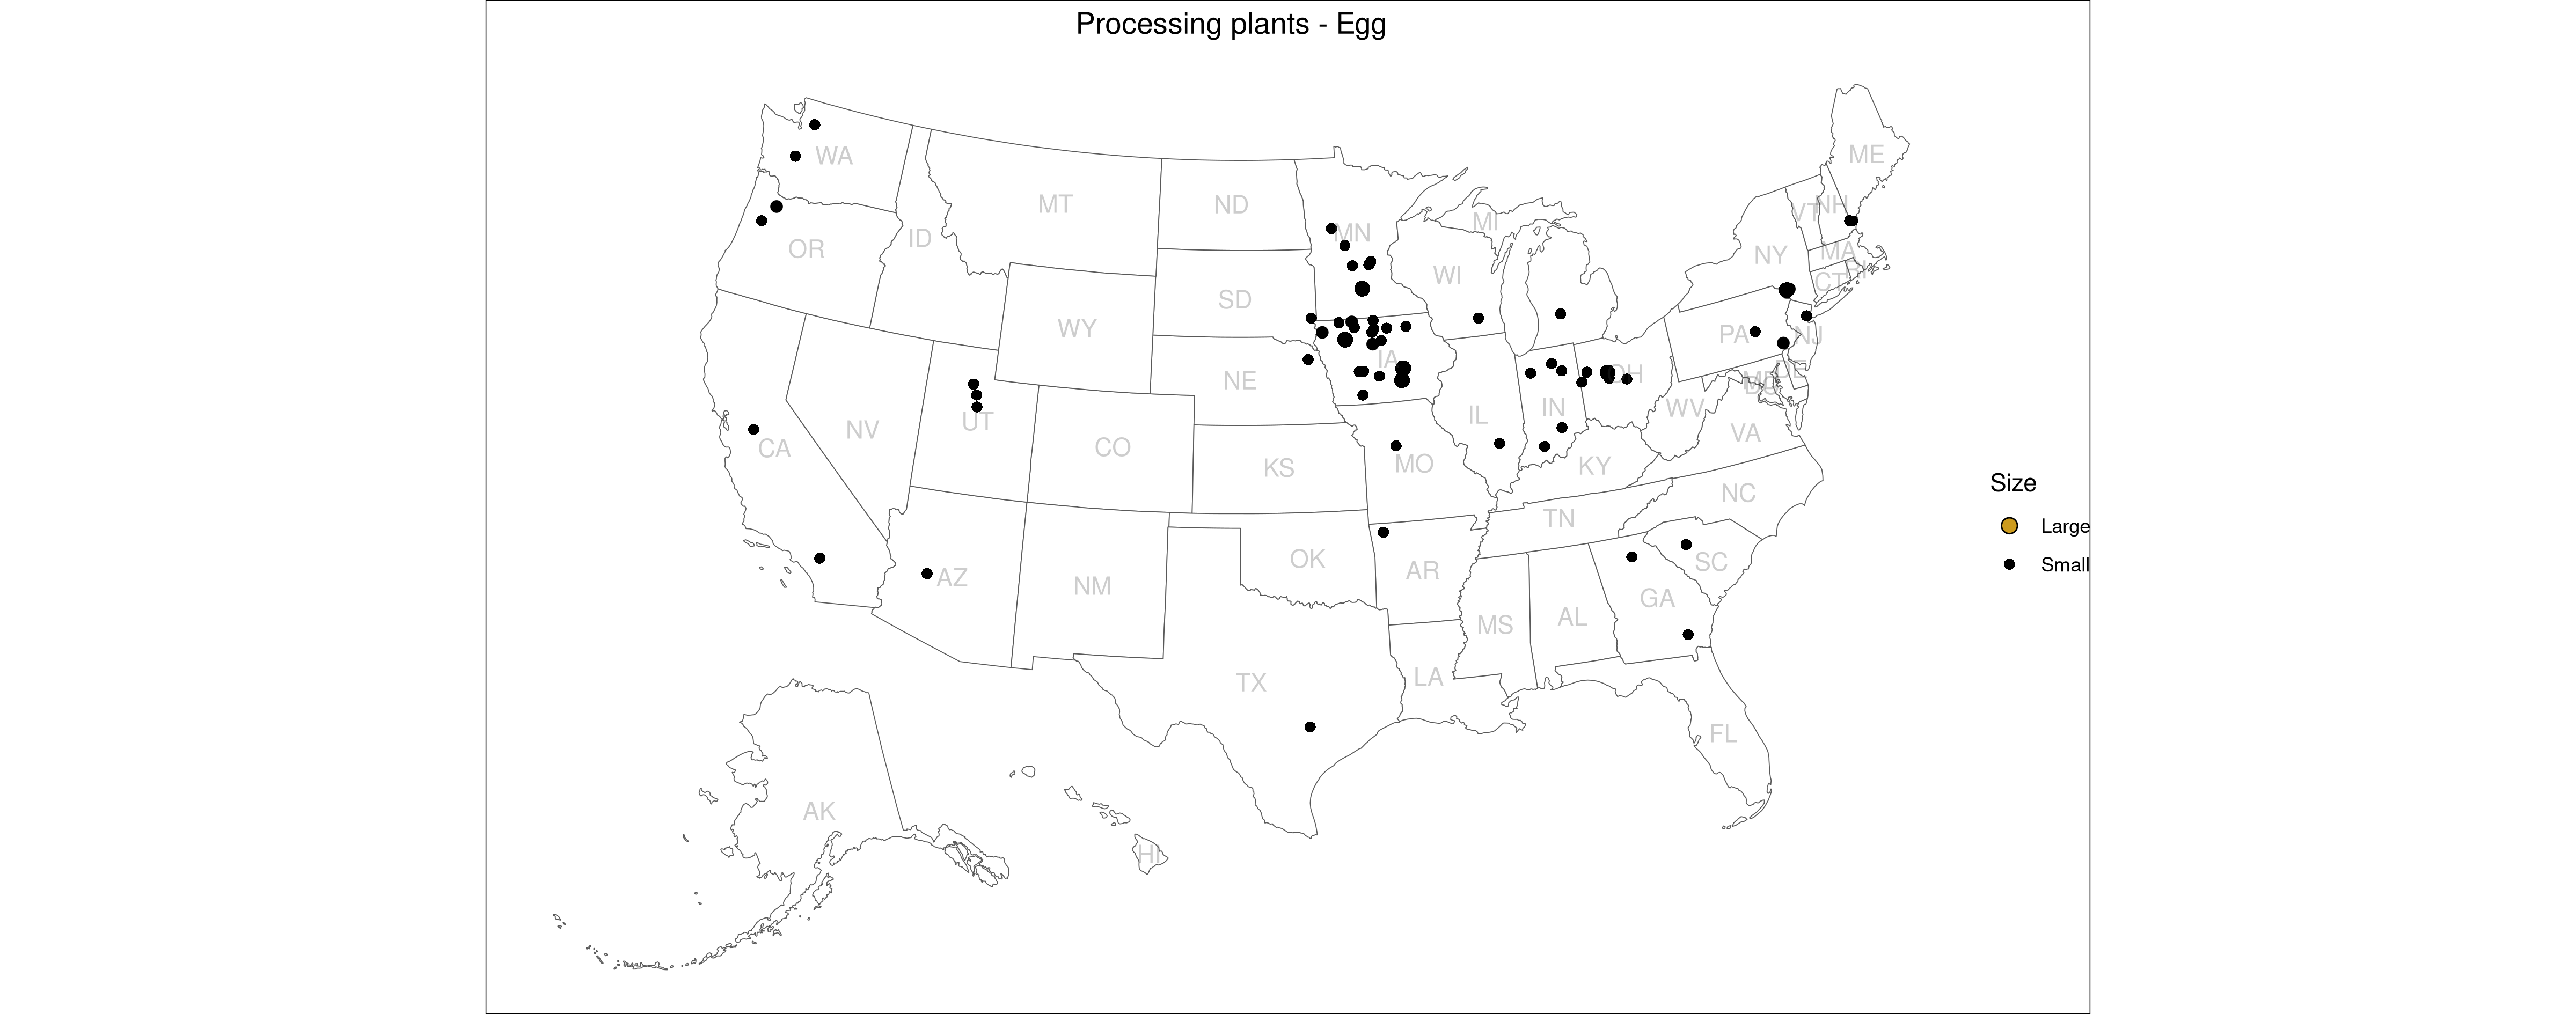 Processing plants - Egg
WA
MT
ND
MN
MI
ME
VT
NH
OR
ID
SD
WI
NY
MA
RI
CT
WY
NE
IA
PA
NJ
OH
DE
MD
NV
UT
CO
KS
MO
IL
IN
WV
VA
KY
CA
NC
TN
SC
AZ
NM
OK
AR
GA
MS
AL
TX
LA
FL
AK
HI
Size
Large
Small